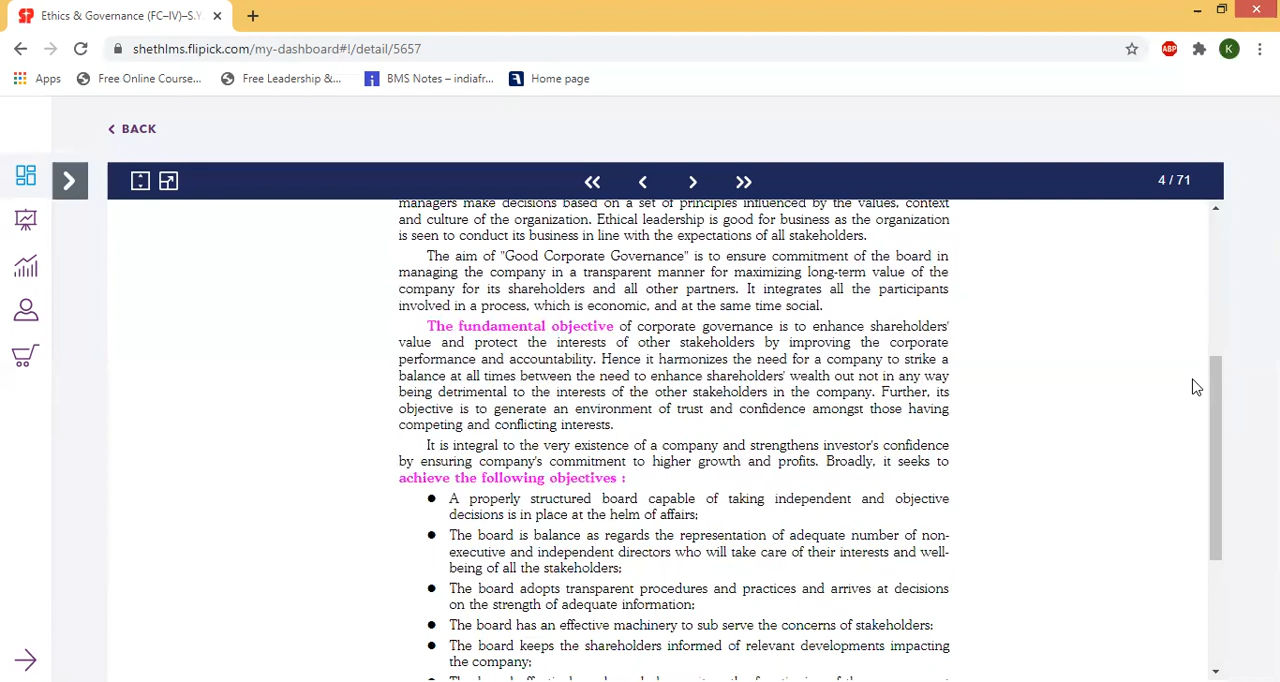 Ethics & Governance (FC–IV)–S.Y.
shethlms.flipick.com/my-dashboard#!/detail/5657
ABP
K
Apps
Free Online Course...
Free Leadership &...
BMS Notes – indiafr...
Home page
BACK
4 / 71
managers make decisions based on a set of principles influenced by the values, context
and culture of the organization. Ethical leadership is good for business as the organization
is seen to conduct its business in line with the expectations of all stakeholders.
The aim of "Good Corporate Governance" is to ensure commitment of the board in
managing the company in a transparent manner for maximizing long-term value of the
company for its shareholders and all other partners. It integrates all the participants
involved in a process, which is economic, and at the same time social.
The fundamental objective of corporate governance is to enhance shareholders'
value and protect the interests of other stakeholders by improving the corporate
performance and accountability. Hence it harmonizes the need for a company to strike a
balance at all times between the need to enhance shareholders' wealth out not in any way
being detrimental to the interests of the other stakeholders in the company. Further, its
objective is to generate an environment of trust and confidence amongst those having
competing and conflicting interests.
It is integral to the very existence of a company and strengthens investor's confidence
by ensuring company's commitment to higher growth and profits. Broadly, it seeks to
achieve the following objectives :
● A properly structured board capable of taking independent and objective
decisions is in place at the helm of affairs;
● The board is balance as regards the representation of adequate number of non-
executive and independent directors who will take care of their interests and well-
being of all the stakeholders;
● The board adopts transparent procedures and practices and arrives at decisions
on the strength of adequate information;
● The board has an effective machinery to sub serve the concerns of stakeholders;
● The board keeps the shareholders informed of relevant developments impacting
the company;